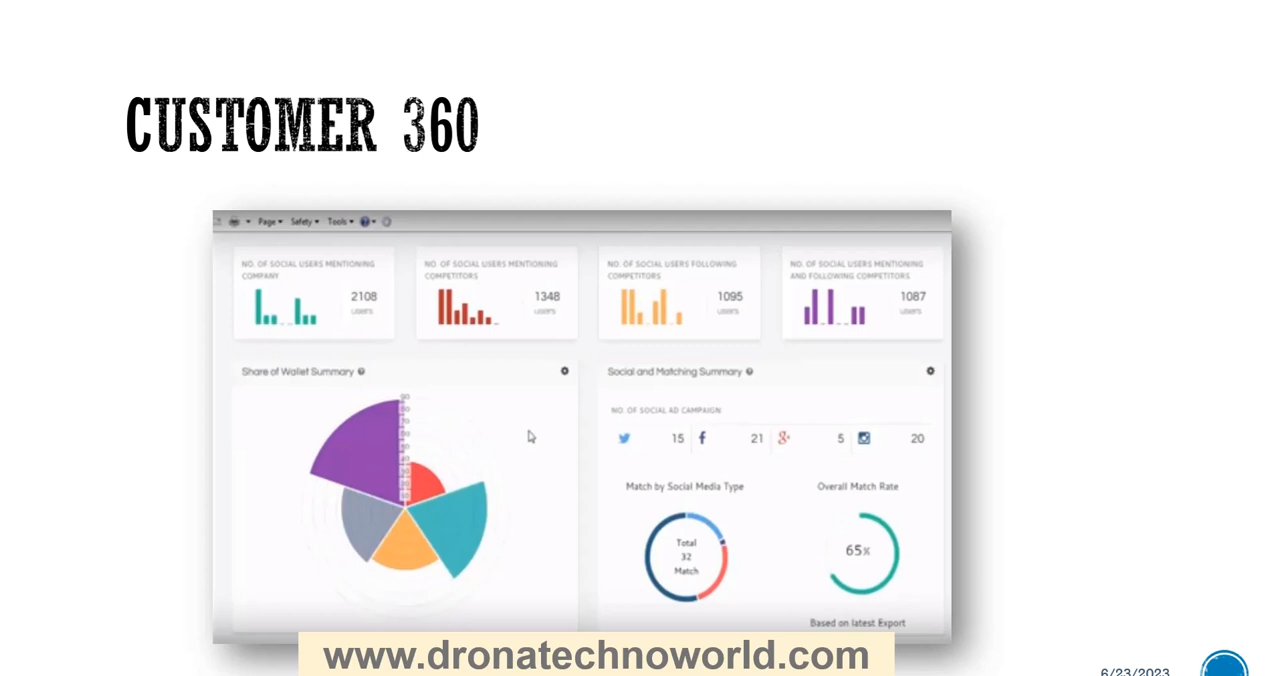 CUSTOMER 360
Page Safety Tools
NO. OF SOCIAL USERS MENTIONING
COMPANY
2108
users
NO. OF SOCIAL USERS MENTIONING
COMPETITORS
1348
users
NO. OF SOCIAL USERS FOLLOWING
COMPETITORS
1095
users
NO. OF SOCIAL USERS MENTIONING
AND FOLLOWING COMPETITORS
1087
users
Share of Wallet Summary
90
Social and Matching Summary
NO. OF SOCIAL AD CAMPAIGN
15 21 5 20
Match by Social Media Type
Total
32
Match
Overall Match Rate
65%
Based on latest Export
www.dronatechnoworld.com
6/23/2023